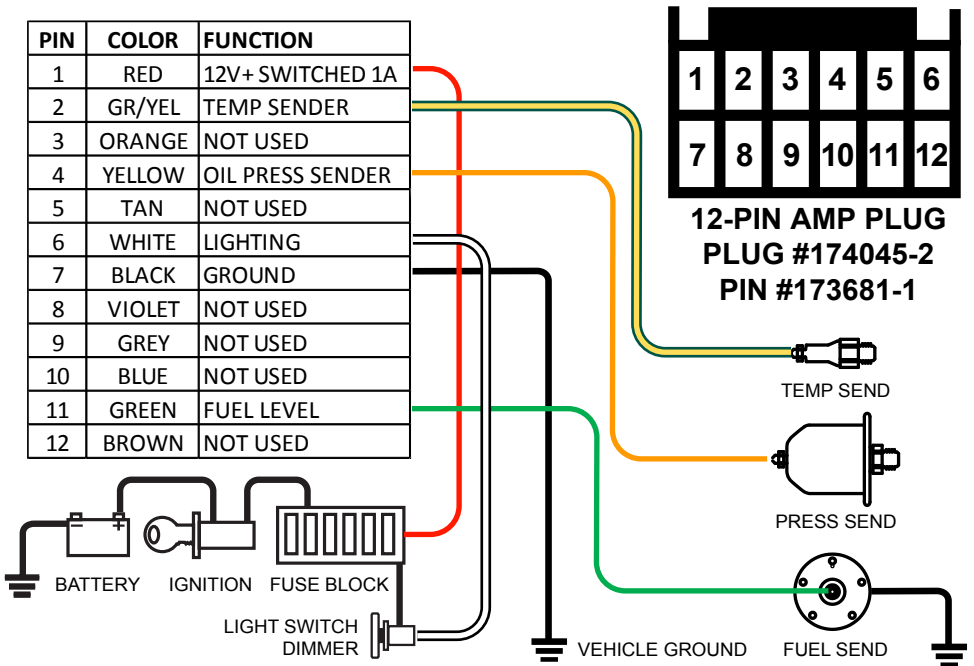 PIN COLOR FUNCTION
1 RED 12V+ SWITCHED 1A
2 GR/YEL TEMP SENDER
3 ORANGE NOT USED
4 YELLOW OIL PRESS SENDER
5 TAN NOT USED
6 WHITE LIGHTING
7 BLACK GROUND
8 VIOLET NOT USED
9 GREY NOT USED
10 BLUE NOT USED
11 GREEN FUEL LEVEL
12 BROWN NOT USED
1 2 3 4 5 6
7 8 9 10 11 12
12-PIN AMP PLUG
PLUG #174045-2
PIN #173681-1
TEMP SEND
PRESS SEND
− +
BATTERY
IGNITION
FUSE BLOCK
LIGHT SWITCH
DIMMER
VEHICLE GROUND
FUEL SEND